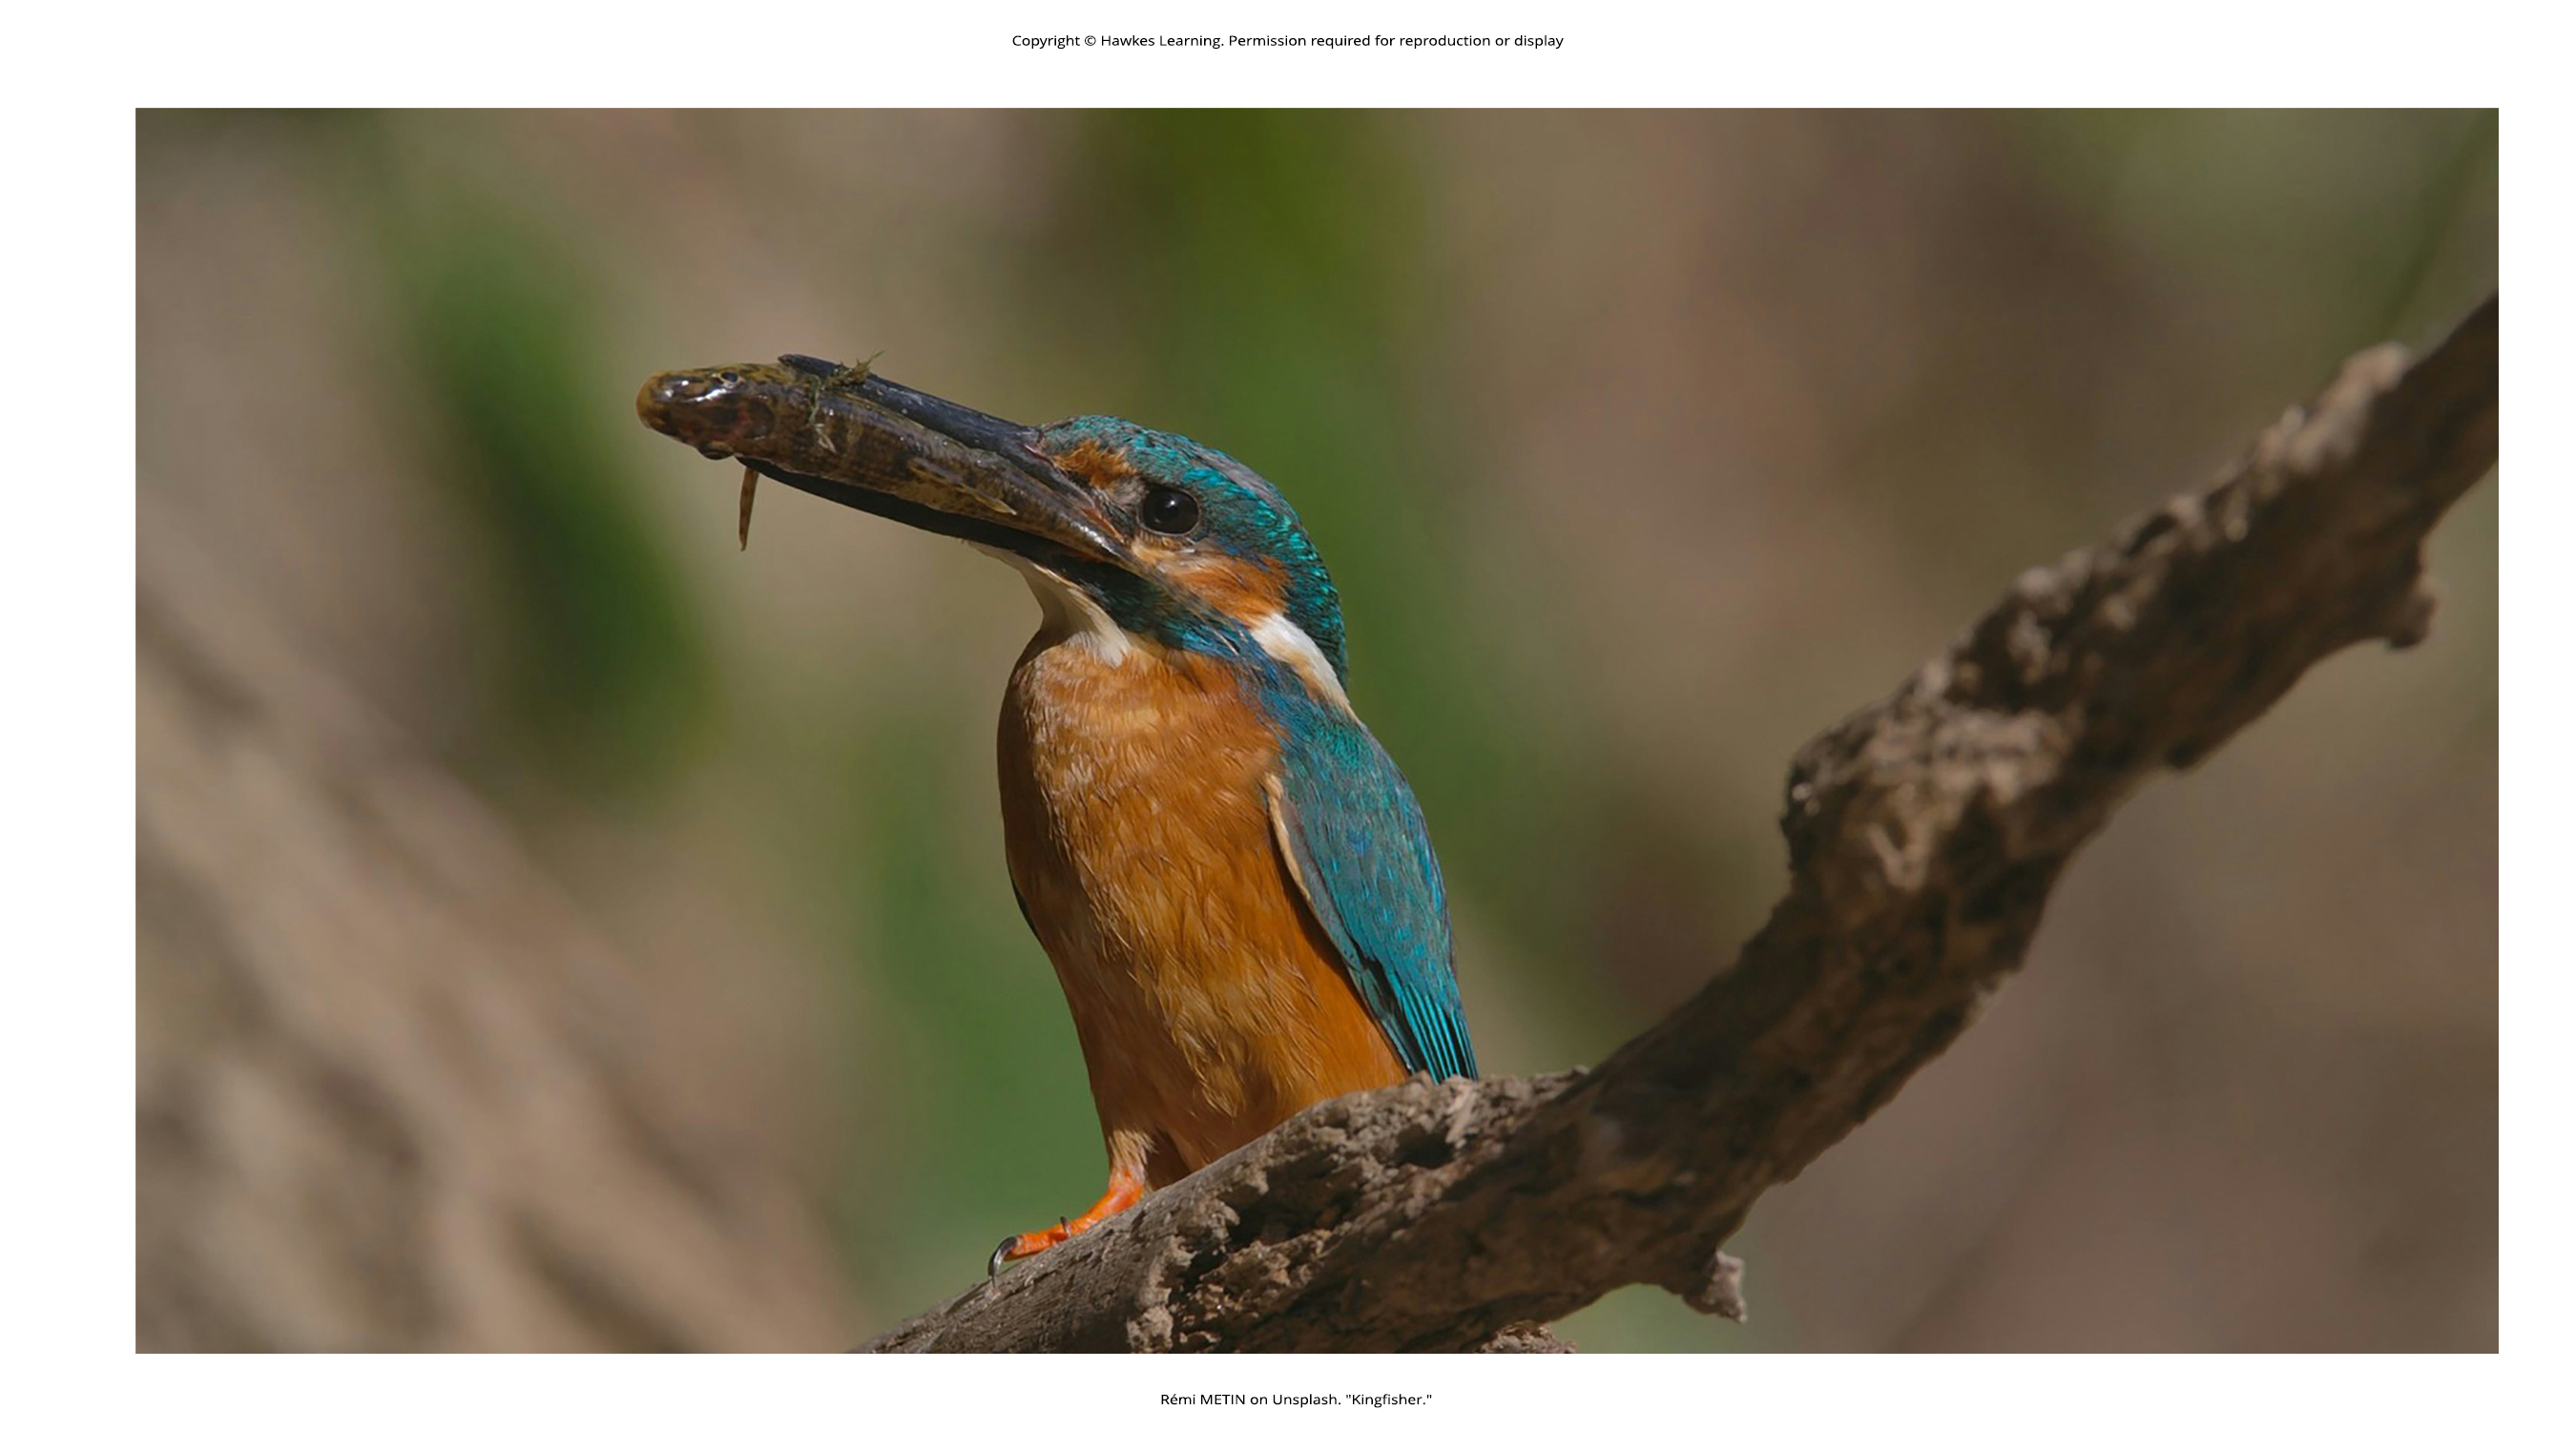 Copyright © Hawkes Learning. Permission required for reproduction or display
Rémi METIN on Unsplash. "Kingfisher."